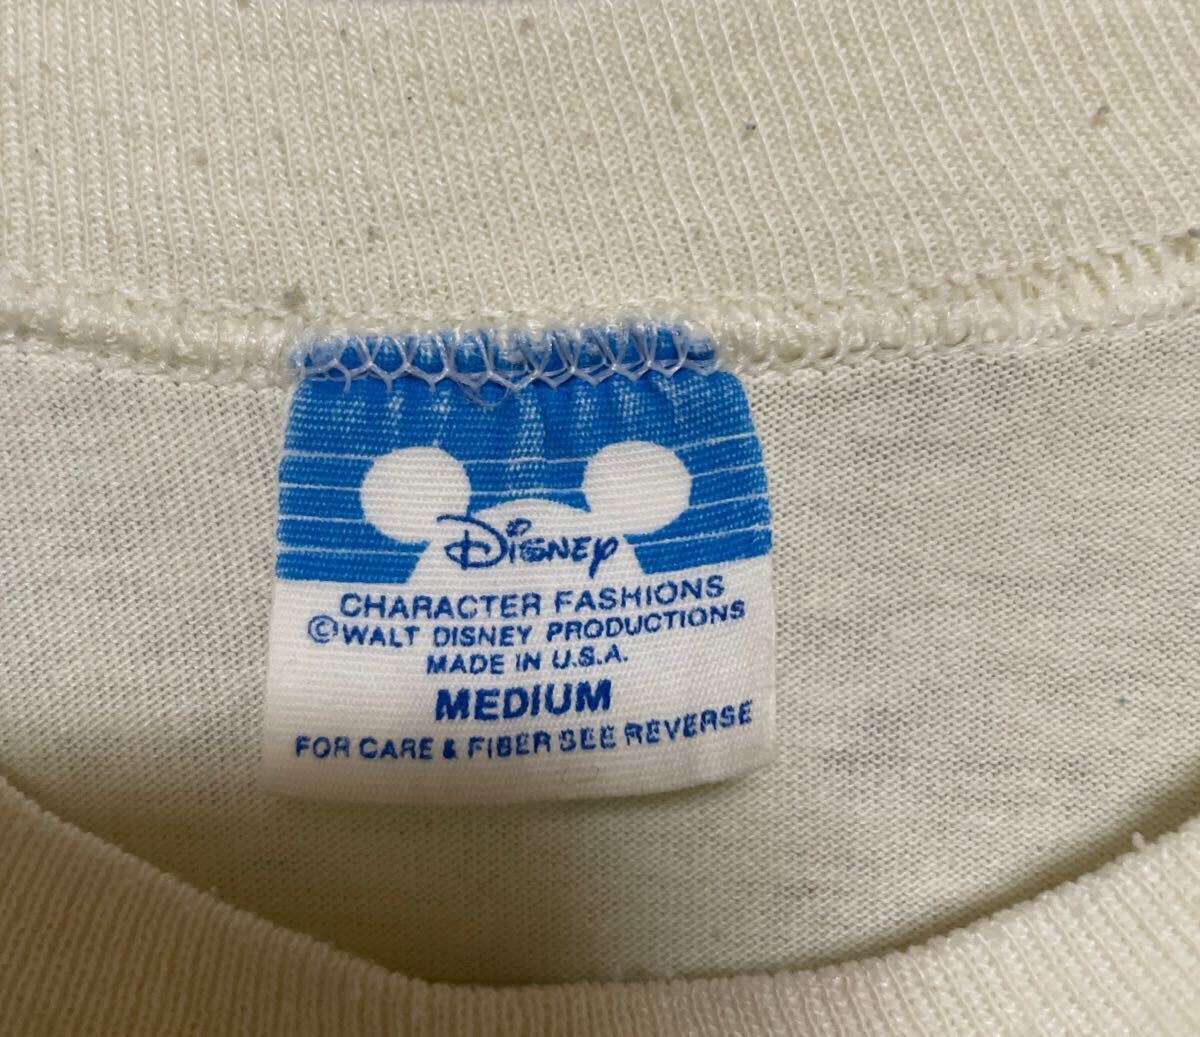 Disney
CHARACTER FASHIONS
©WALT DISNEY PRODUCTIONS
MADE IN U.S.A.
MEDIUM
FOR CARE & FIBER SEE REVERSE